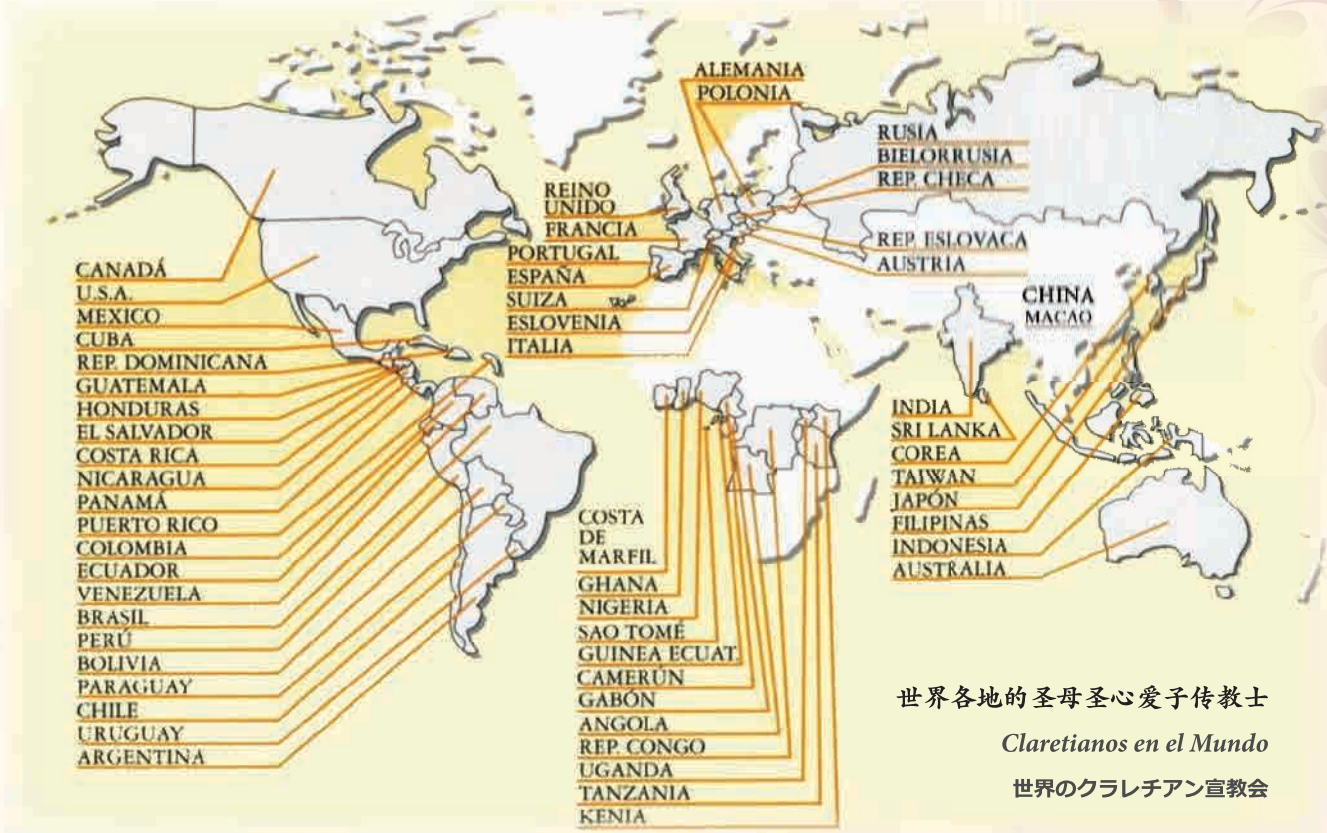 ALEMANIA
POLONIA
RUSIA
BIELORRUSIA
REP. CHECA
REINO
UNIDO
FRANCIA
PORTUGAL
ESPAÑA
SUIZA
ESLOVENIA
ITALIA
REP. ESLOVACA
AUSTRIA
CHINA
MACAO
CANADÁ
U.S.A.
MEXICO
CUBA
REP. DOMINICANA
GUATEMALA
HONDURAS
EL SALVADOR
COSTA RICA
NICARAGUA
PANAMÁ
PUERTO RICO
COLOMBIA
ECUADOR
VENEZUELA
BRASIL
PERÚ
BOLIVIA
PARAGUAY
CHILE
URUGUAY
ARGENTINA
COSTA
DE
MARFIL
GHANA
NIGERIA
SAO TOMÉ
GUINEA ECUAT.
CAMERÚN
GABÓN
ANGOLA
REP. CONGO
UGANDA
TANZANIA
KENIA
INDIA
SRI LANKA
COREA
TAIWAN
JAPÓN
FILIPINAS
INDONESIA
AUSTRALIA
世界各地的圣母圣心爱子传教士
Claretianos en el Mundo
世界のクラレチアン宣教会